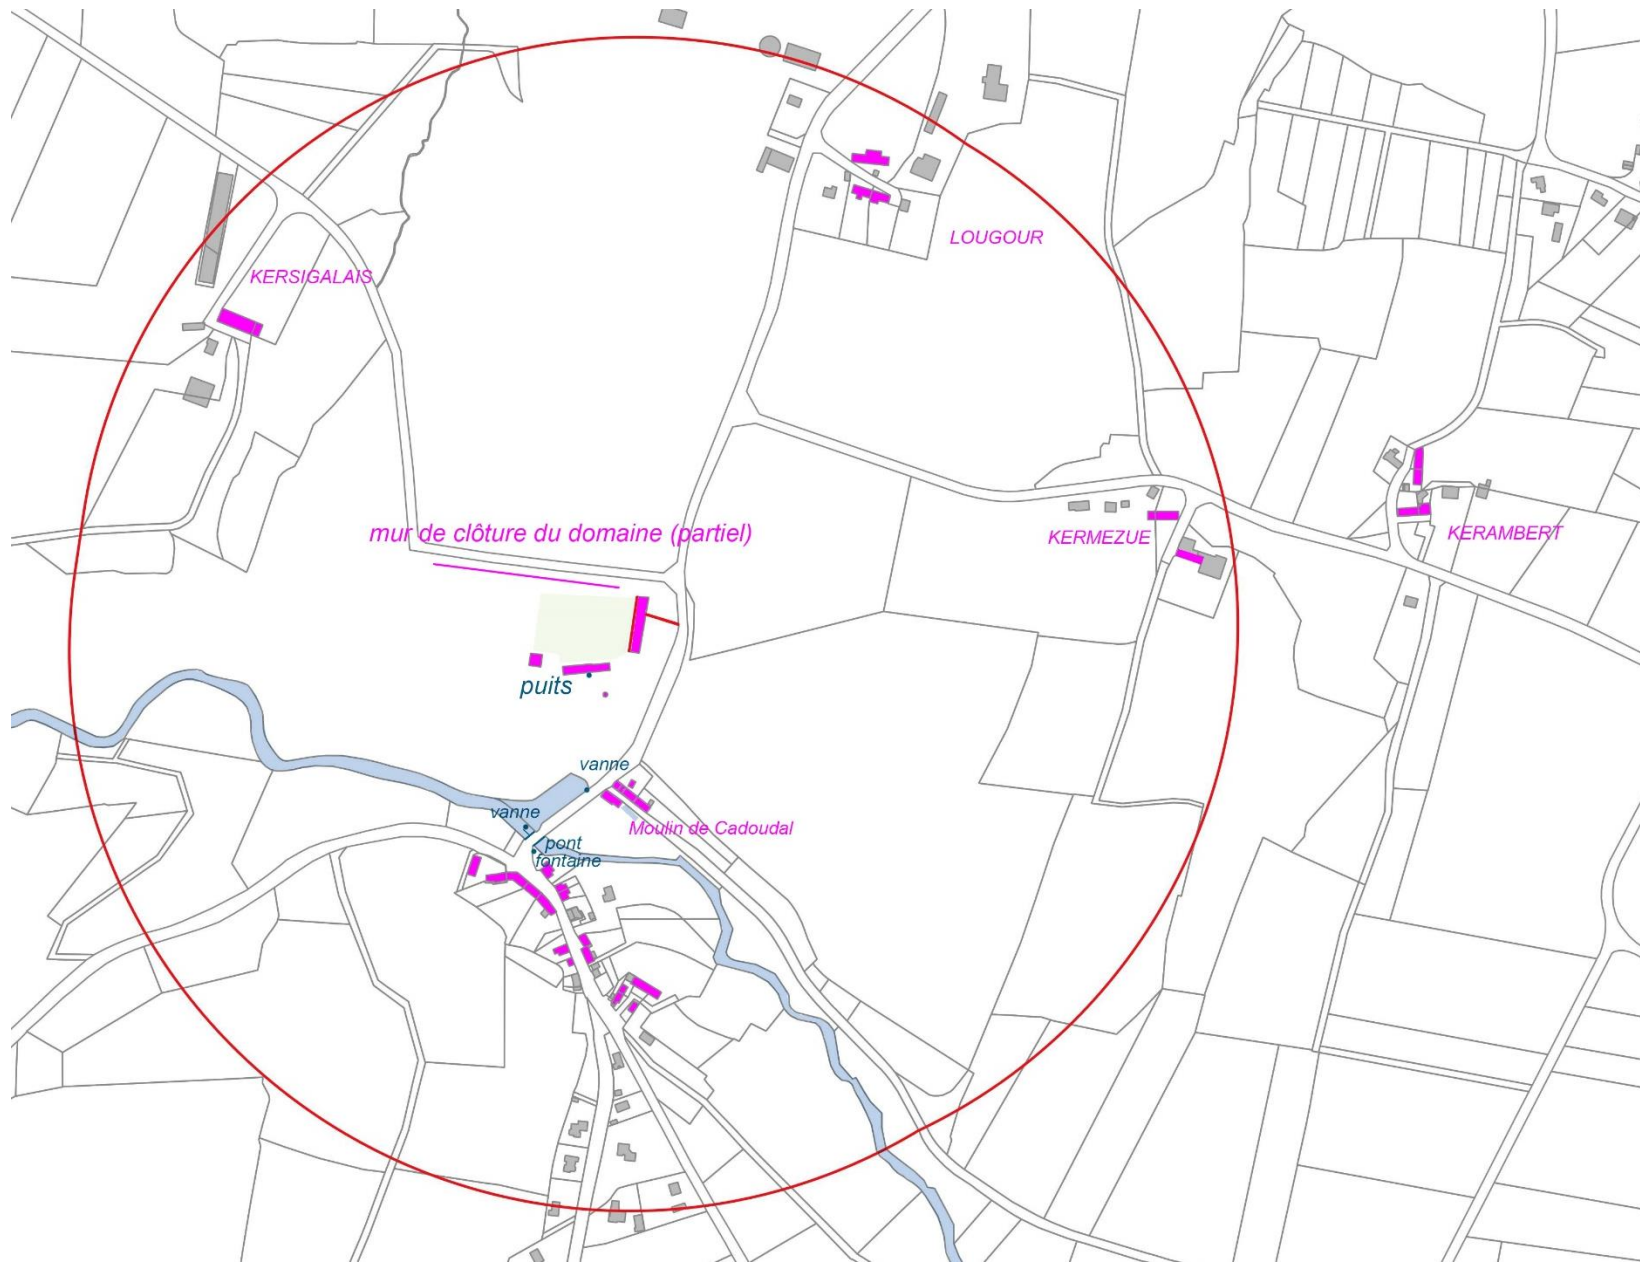 LOUGOUR
KERSIGALAIS
mur de clôture du domaine (partiel)
KERMEZUE
KERAMBERT
puits
vanne
vanne
Moulin de Cadoudal
pont
fontaine